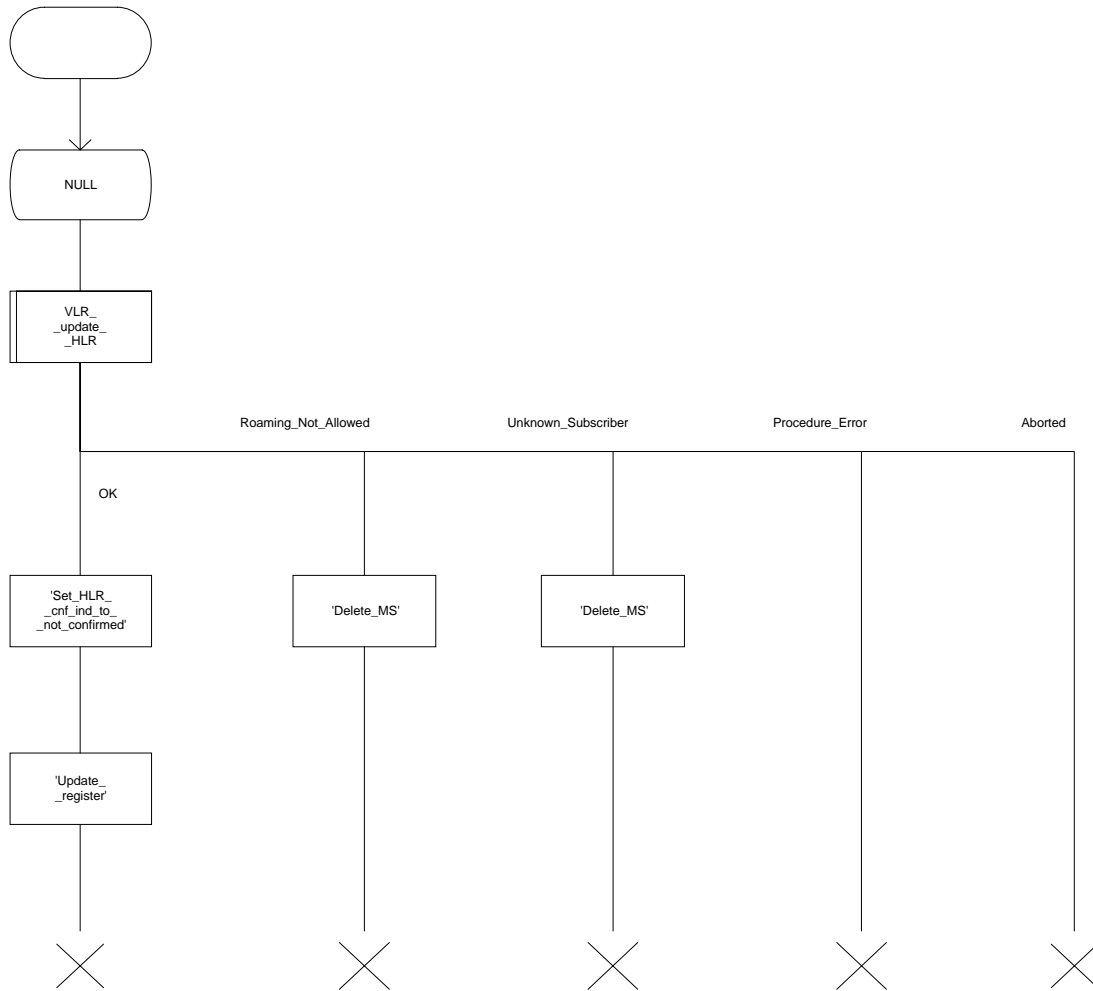 NULL
VLR_
_update_
_HLR
Roaming_Not_Allowed
Unknown_Subscriber
Procedure_Error
Aborted
OK
'Set_HLR_
_cnf_ind_to_
_not_confirmed'
'Delete_MS'
'Delete_MS'
'Update_
_register'